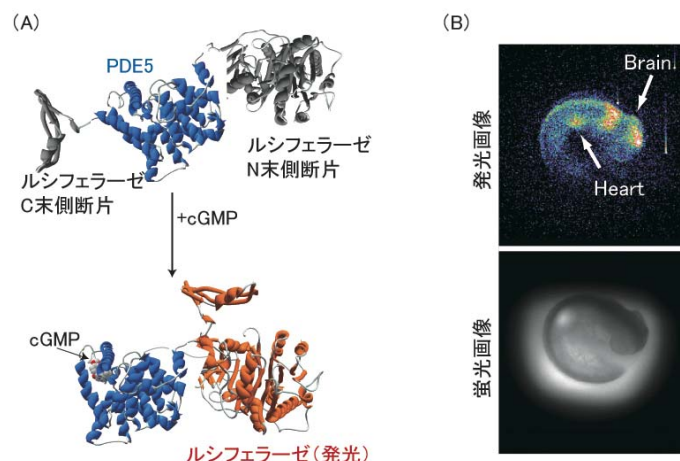 (A)
PDE5
ルシフェラーゼ
N末側断片
ルシフェラーゼ
C末側断片
+cGMP
cGMP
ルシフェラーゼ(発光)
(B)
発光画像
Brain
Heart
蛍光画像